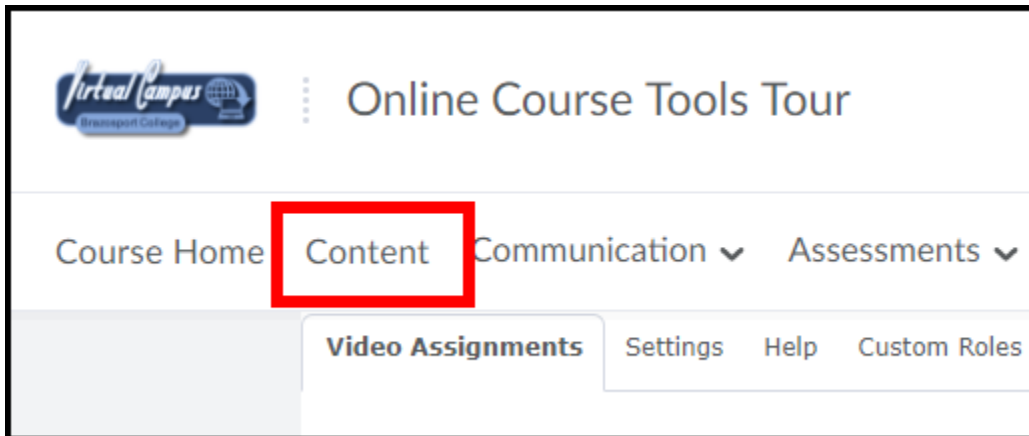 Virtual Campus
Brazosport College
Online Course Tools Tour
Course Home Content Communication Assessments
Video Assignments Settings Help Custom Roles